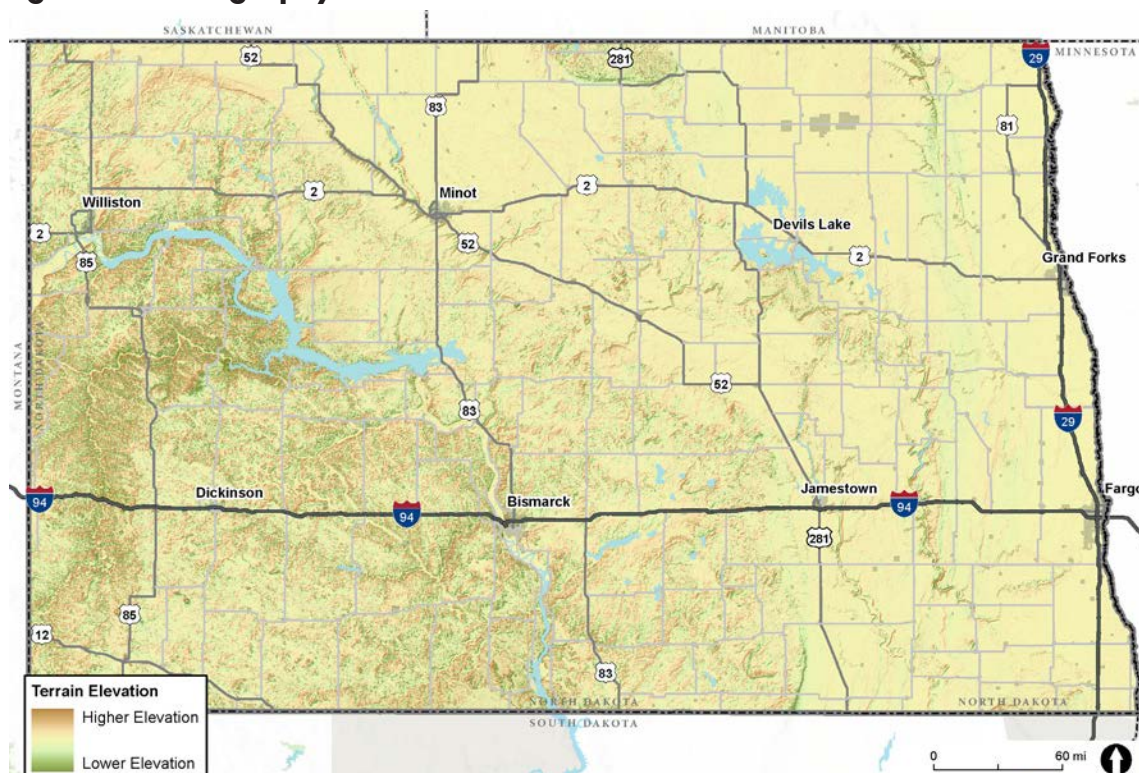 SASKATCHEWAN
MANITOBA
MINNESOTA
52
281
83
29
81
Williston
2
Minot
2
Devils Lake
2
52
85
2
Grand Forks
MONTANA
NORTH DAKOTA
52
83
29
94
Dickinson
94
Bismarck
Jamestown
94
Fargo
281
85
12
83
Terrain Elevation
Higher Elevation
Lower Elevation
NORTH DAKOTA
SOUTH DAKOTA
NORTH DAKOTA
0 60 mi